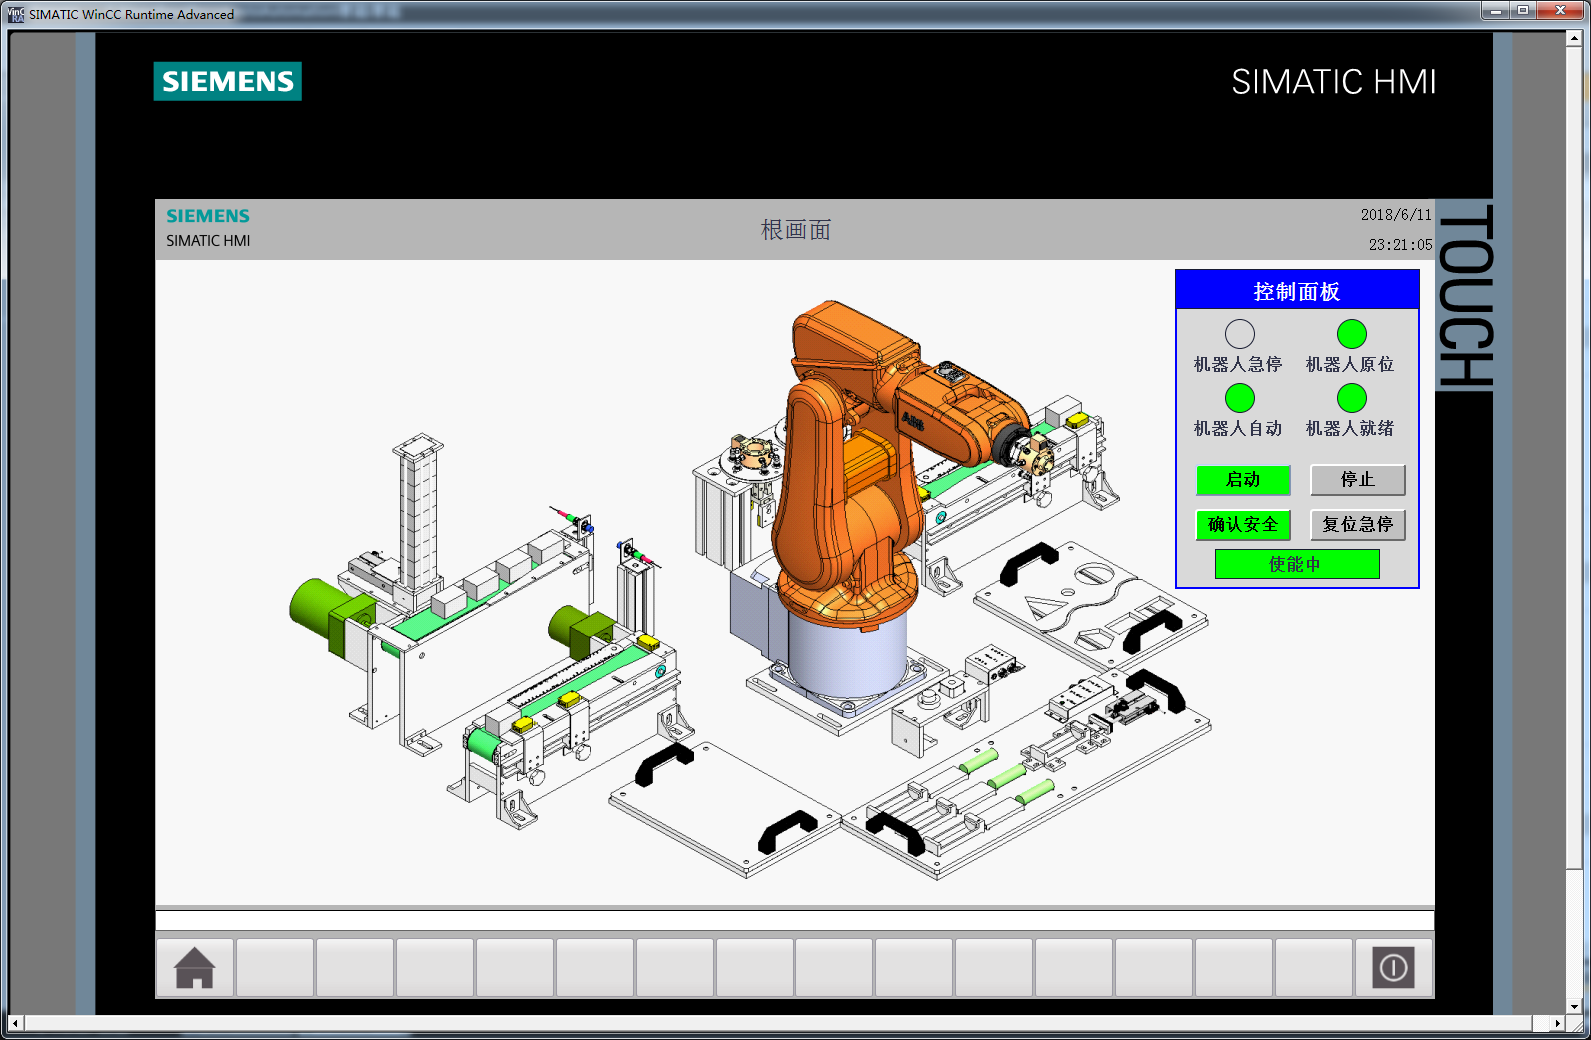 SIMATIC WinCC Runtime Advanced
SIEMENS
SIMATIC HMI
SIEMENS
SIMATIC HMI
根画面
2018/6/11
23:21:05
TOUCH
控制面板
机器人急停 机器人原位
机器人自动 机器人就绪
启动 停止
确认安全 复位急停
使能中
ABB